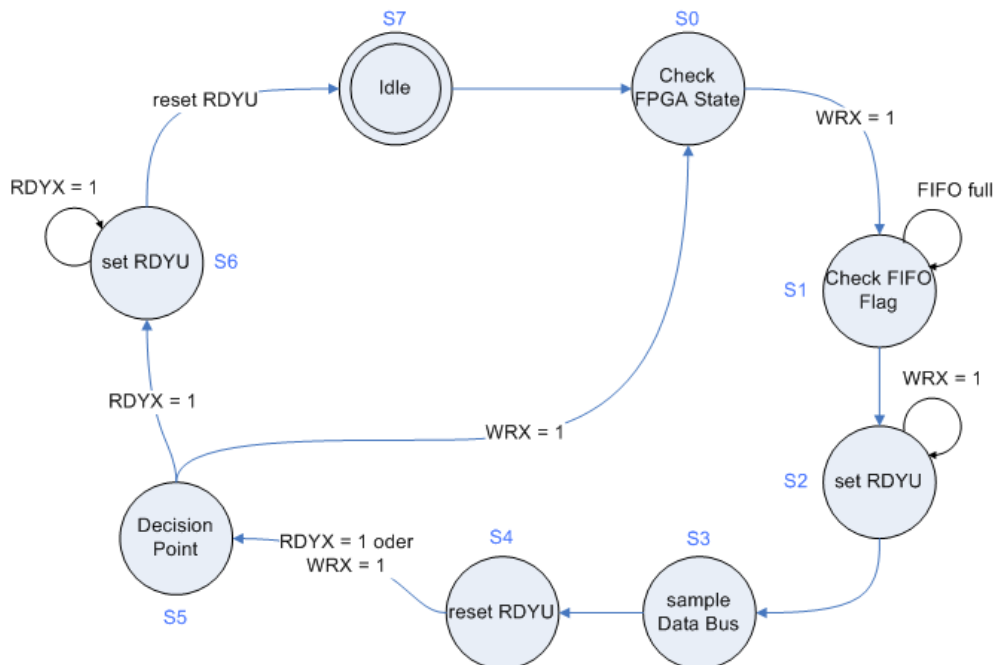 S7
S0
Idle
Check
FPGA State
reset RDYU
WRX = 1
RDYX = 1
FIFO full
set RDYU
S6
S1
Check FIFO
Flag
RDYX = 1
WRX = 1
WRX = 1
S2
set RDYU
Decision
Point
S5
RDYX = 1 oder
WRX = 1
S4
reset RDYU
S3
sample
Data Bus